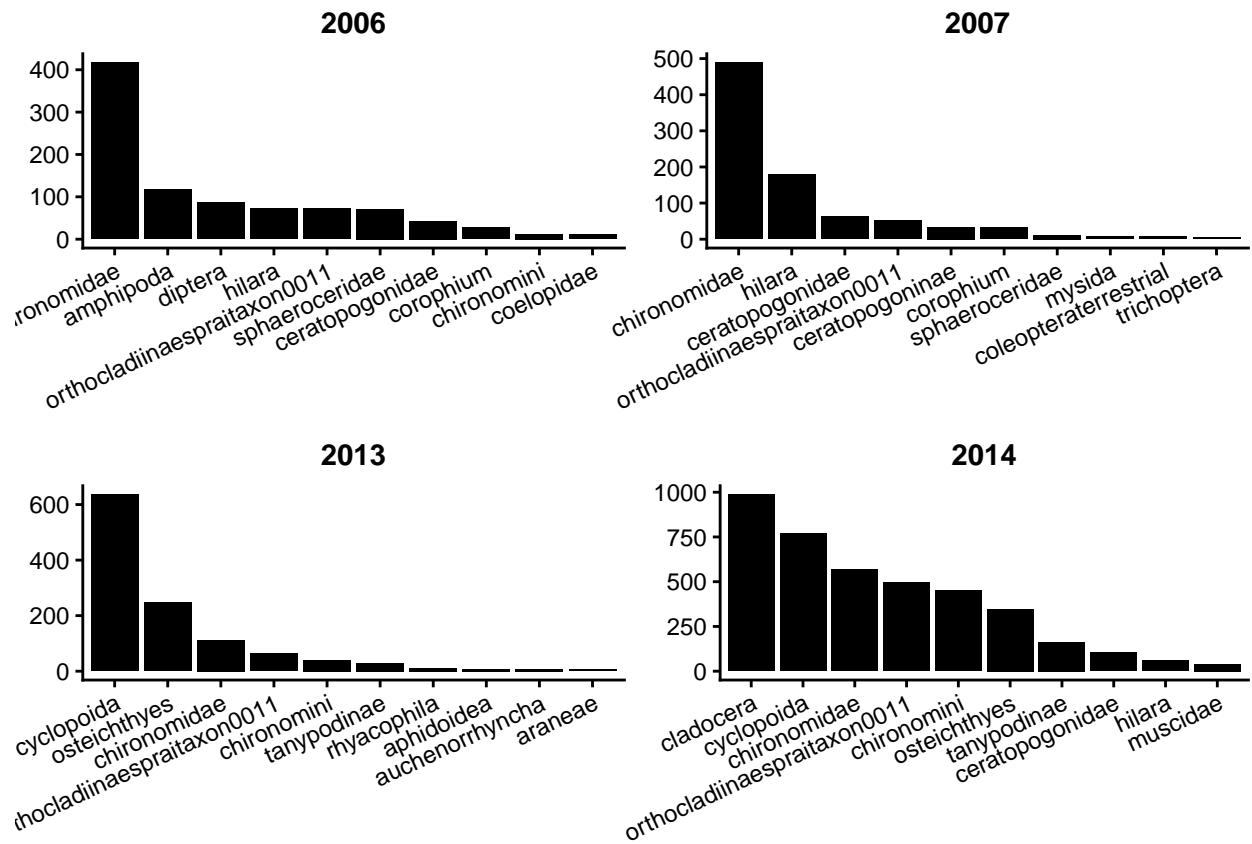 2006
400
300
200
100
0
ronomidae
amphipoda
diptera
hilara
orthocladiinaespraitaxon0011
sphaeroceridae
ceratopogonidae
corophium
chironomini
coelopidae
2007
500
400
300
200
100
0
chironomidae
hilara
ceratopogonidae
orthocladiinaespraitaxon0011
ceratopogoninae
corophium
sphaeroceridae
mysida
coleopteraterrestrial
trichoptera
2013
600
400
200
0
cyclopoida
osteichthyes
chironomidae
thocladiinaespraitaxon0011
chironomini
tanypodinae
rhyacophila
aphidoidea
auchenorrhyncha
araneae
2014
1000
750
500
250
0
cladocera
cyclopoida
chironomidae
orthocladiinaespraitaxon0011
chironomini
osteichthyes
tanypodinae
ceratopogonidae
hilara
muscidae